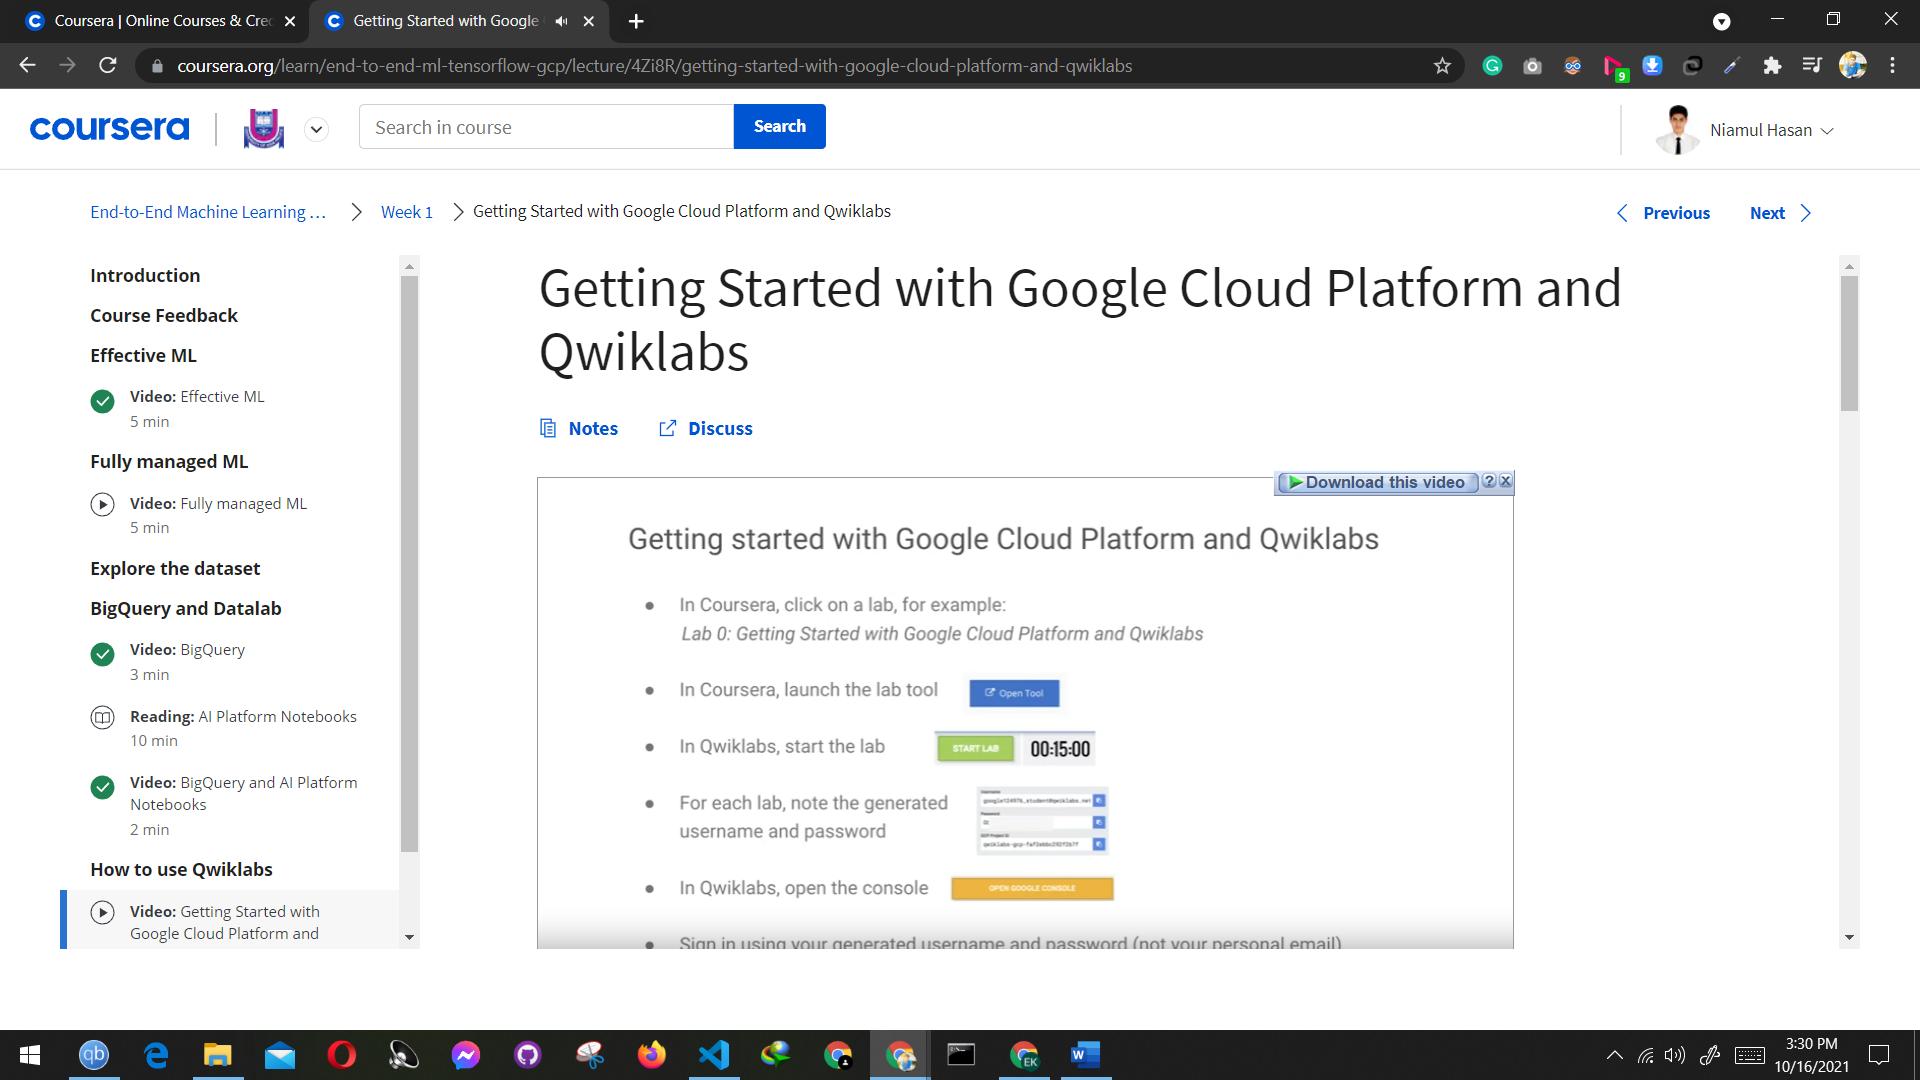 Coursera | Online Courses & Cre
Getting Started with Google
coursera.org/learn/end-to-end-ml-tensorflow-gcp/lecture/4Zi8R/getting-started-with-google-cloud-platform-and-qwiklabs
9
coursera
Search in course
Search
Niamul Hasan
End-to-End Machine Learning ...
Week 1
Getting Started with Google Cloud Platform and Qwiklabs
Previous
Next
Introduction
Course Feedback
Effective ML
Video: Effective ML
5 min
Fully managed ML
Video: Fully managed ML
5 min
Explore the dataset
BigQuery and Datalab
Video: BigQuery
3 min
Reading: AI Platform Notebooks
10 min
Video: BigQuery and AI Platform
Notebooks
2 min
How to use Qwiklabs
Video: Getting Started with
Google Cloud Platform and
Getting Started with Google Cloud Platform and
Qwiklabs
Notes
Discuss
Download this video
Getting started with Google Cloud Platform and Qwiklabs
• In Coursera, click on a lab, for example:
Lab 0: Getting Started with Google Cloud Platform and Qwiklabs
• In Coursera, launch the lab tool
Open Tool
• In Qwiklabs, start the lab
START LAB
00:15:00
• For each lab, note the generated
username and password
Username
Password
GCP Project ID
• In Qwiklabs, open the console
OPEN GOOGLE CONSOLE
• Sign in using your generated username and password (not your personal email)
qb
EK
3:30 PM
10/16/2021